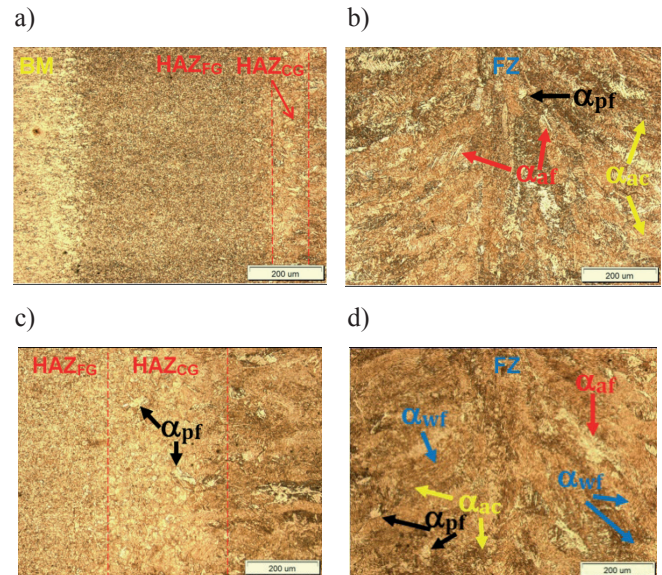 a)
BM HAZFG HAZCG
200 um
b)
FZ
αpf
αaf
αac
200 um
c)
HAZFG HAZCG
αpf
200 um
d)
FZ
αaf
αwf
αwf
αac
αpf
200 um